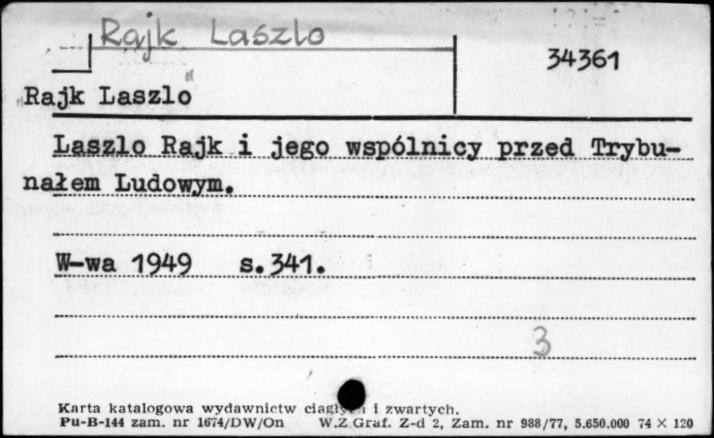 Rajk Laszlo
34361
"Rajk Laszlo"
Laszlo Rajk i jego wspólnicy przed Trybu-
nałem Ludowym.
W-wa 1949 s.341.
3
Karta katalogowa wydawnictw ciągłych i zwartych.
Pu-B-144 zam. nr 1674/DW/On W.Z.Graf. Z-d 2, Zam. nr 988/77, 5.650.000 74 × 120